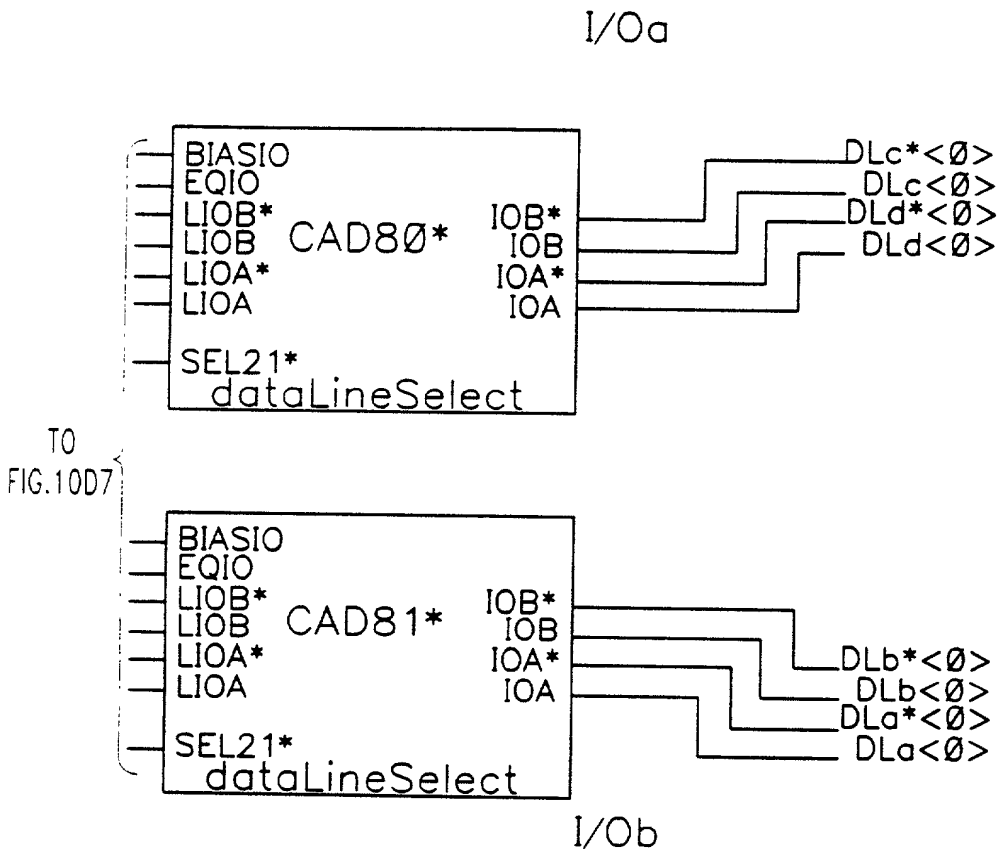 I/Oa
BIASIO
EQIO
LIOB*
LIOB
LIOA*
LIOA
SEL21*
CAD8Ø*
dataLineSelect
IOB*
IOB
IOA*
IOA
DLc*<Ø>
DLc<Ø>
DLd*<Ø>
DLd<Ø>
TO
FIG.10D7
BIASIO
EQIO
LIOB*
LIOB
LIOA*
LIOA
SEL21*
CAD81*
dataLineSelect
IOB*
IOB
IOA*
IOA
DLb*<Ø>
DLb<Ø>
DLa*<Ø>
DLa<Ø>
I/Ob